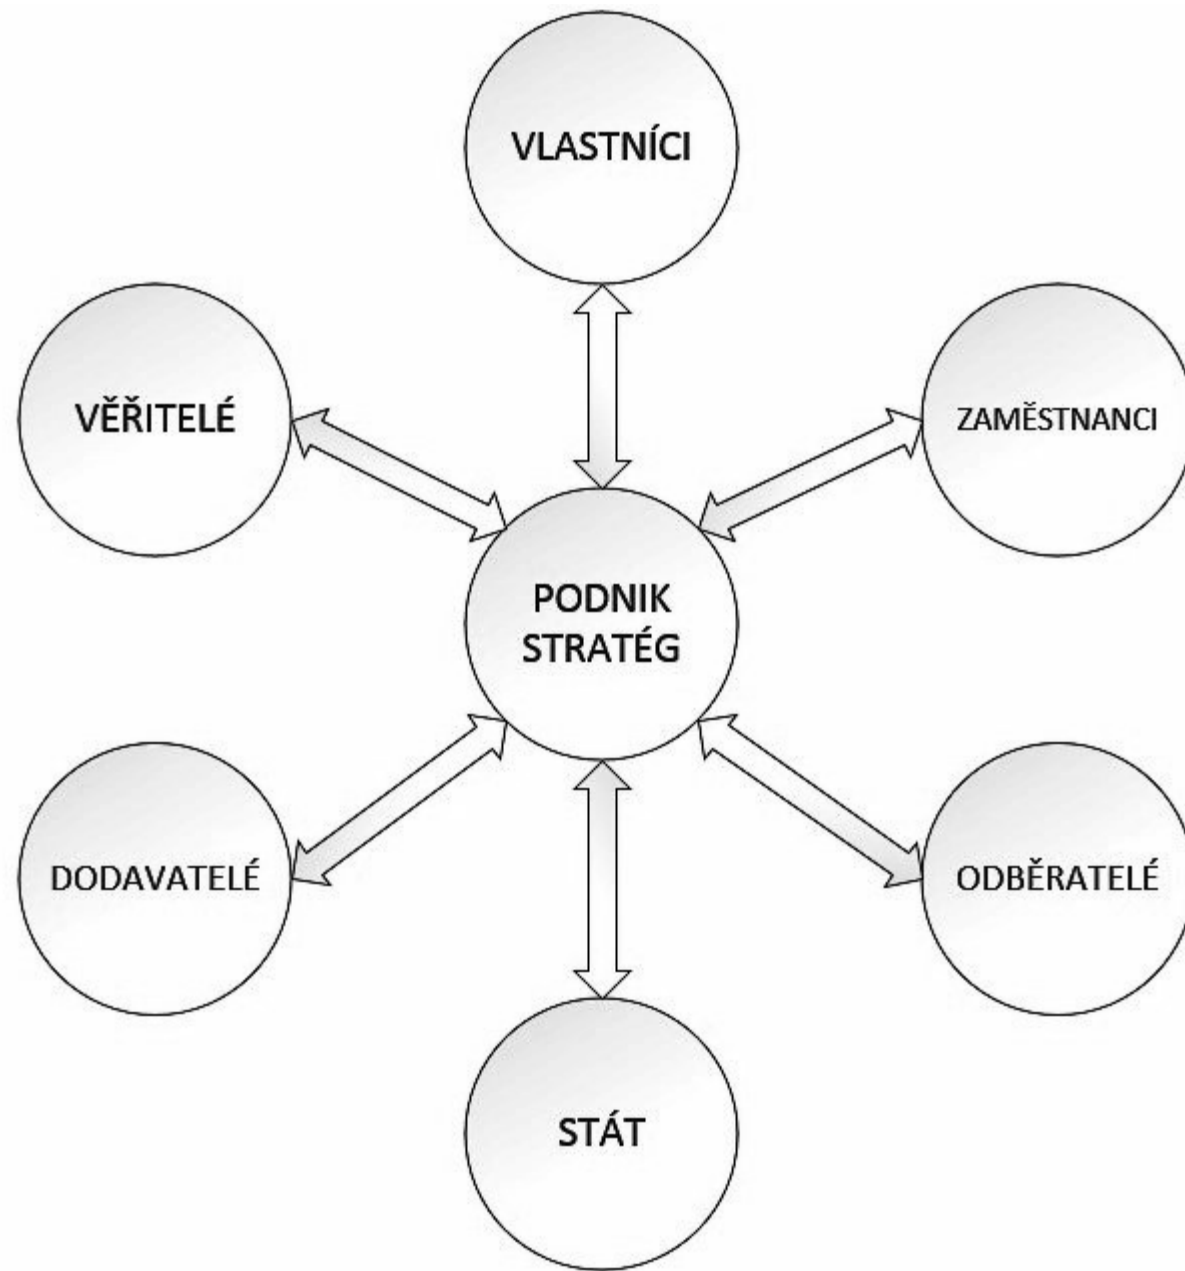 VLASTNÍCI
VĚŘITELÉ
ZAMĚSTNANCI
PODNIK
STRATÉG
DODAVATELÉ
ODBĚRATELÉ
STÁT